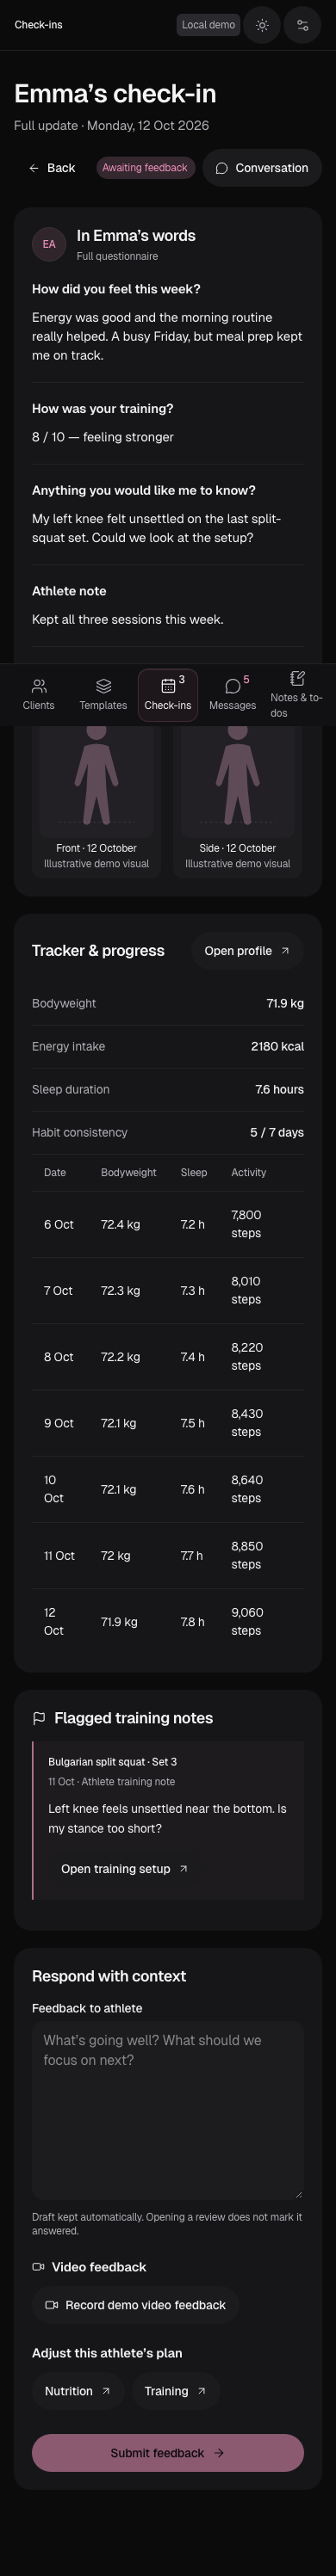 Check-ins
Local demo
Emma’s check-in
Full update · Monday, 12 Oct 2026
Back
Awaiting feedback
Conversation
EA
In Emma’s words
Full questionnaire
How did you feel this week?
Energy was good and the morning routine
really helped. A busy Friday, but meal prep kept
me on track.
How was your training?
8 / 10 — feeling stronger
Anything you would like me to know?
My left knee felt unsettled on the last split-
squat set. Could we look at the setup?
Athlete note
Kept all three sessions this week.
Clients
Templates
3
Check-ins
5
Messages
Notes & to-
dos
Front · 12 October
Illustrative demo visual
Side · 12 October
Illustrative demo visual
Tracker & progress
Open profile
Bodyweight 71.9 kg
Energy intake 2180 kcal
Sleep duration 7.6 hours
Habit consistency 5 / 7 days
Date Bodyweight Sleep Activity
6 Oct 72.4 kg 7.2 h 7,800
steps
7 Oct 72.3 kg 7.3 h 8,010
steps
8 Oct 72.2 kg 7.4 h 8,220
steps
9 Oct 72.1 kg 7.5 h 8,430
steps
10
Oct 72.1 kg 7.6 h 8,640
steps
11 Oct 72 kg 7.7 h 8,850
steps
12
Oct 71.9 kg 7.8 h 9,060
steps
Flagged training notes
Bulgarian split squat · Set 3
11 Oct · Athlete training note
Left knee feels unsettled near the bottom. Is
my stance too short?
Open training setup
Respond with context
Feedback to athlete
What’s going well? What should we
focus on next?
Draft kept automatically. Opening a review does not mark it
answered.
Video feedback
Record demo video feedback
Adjust this athlete’s plan
Nutrition
Training
Submit feedback